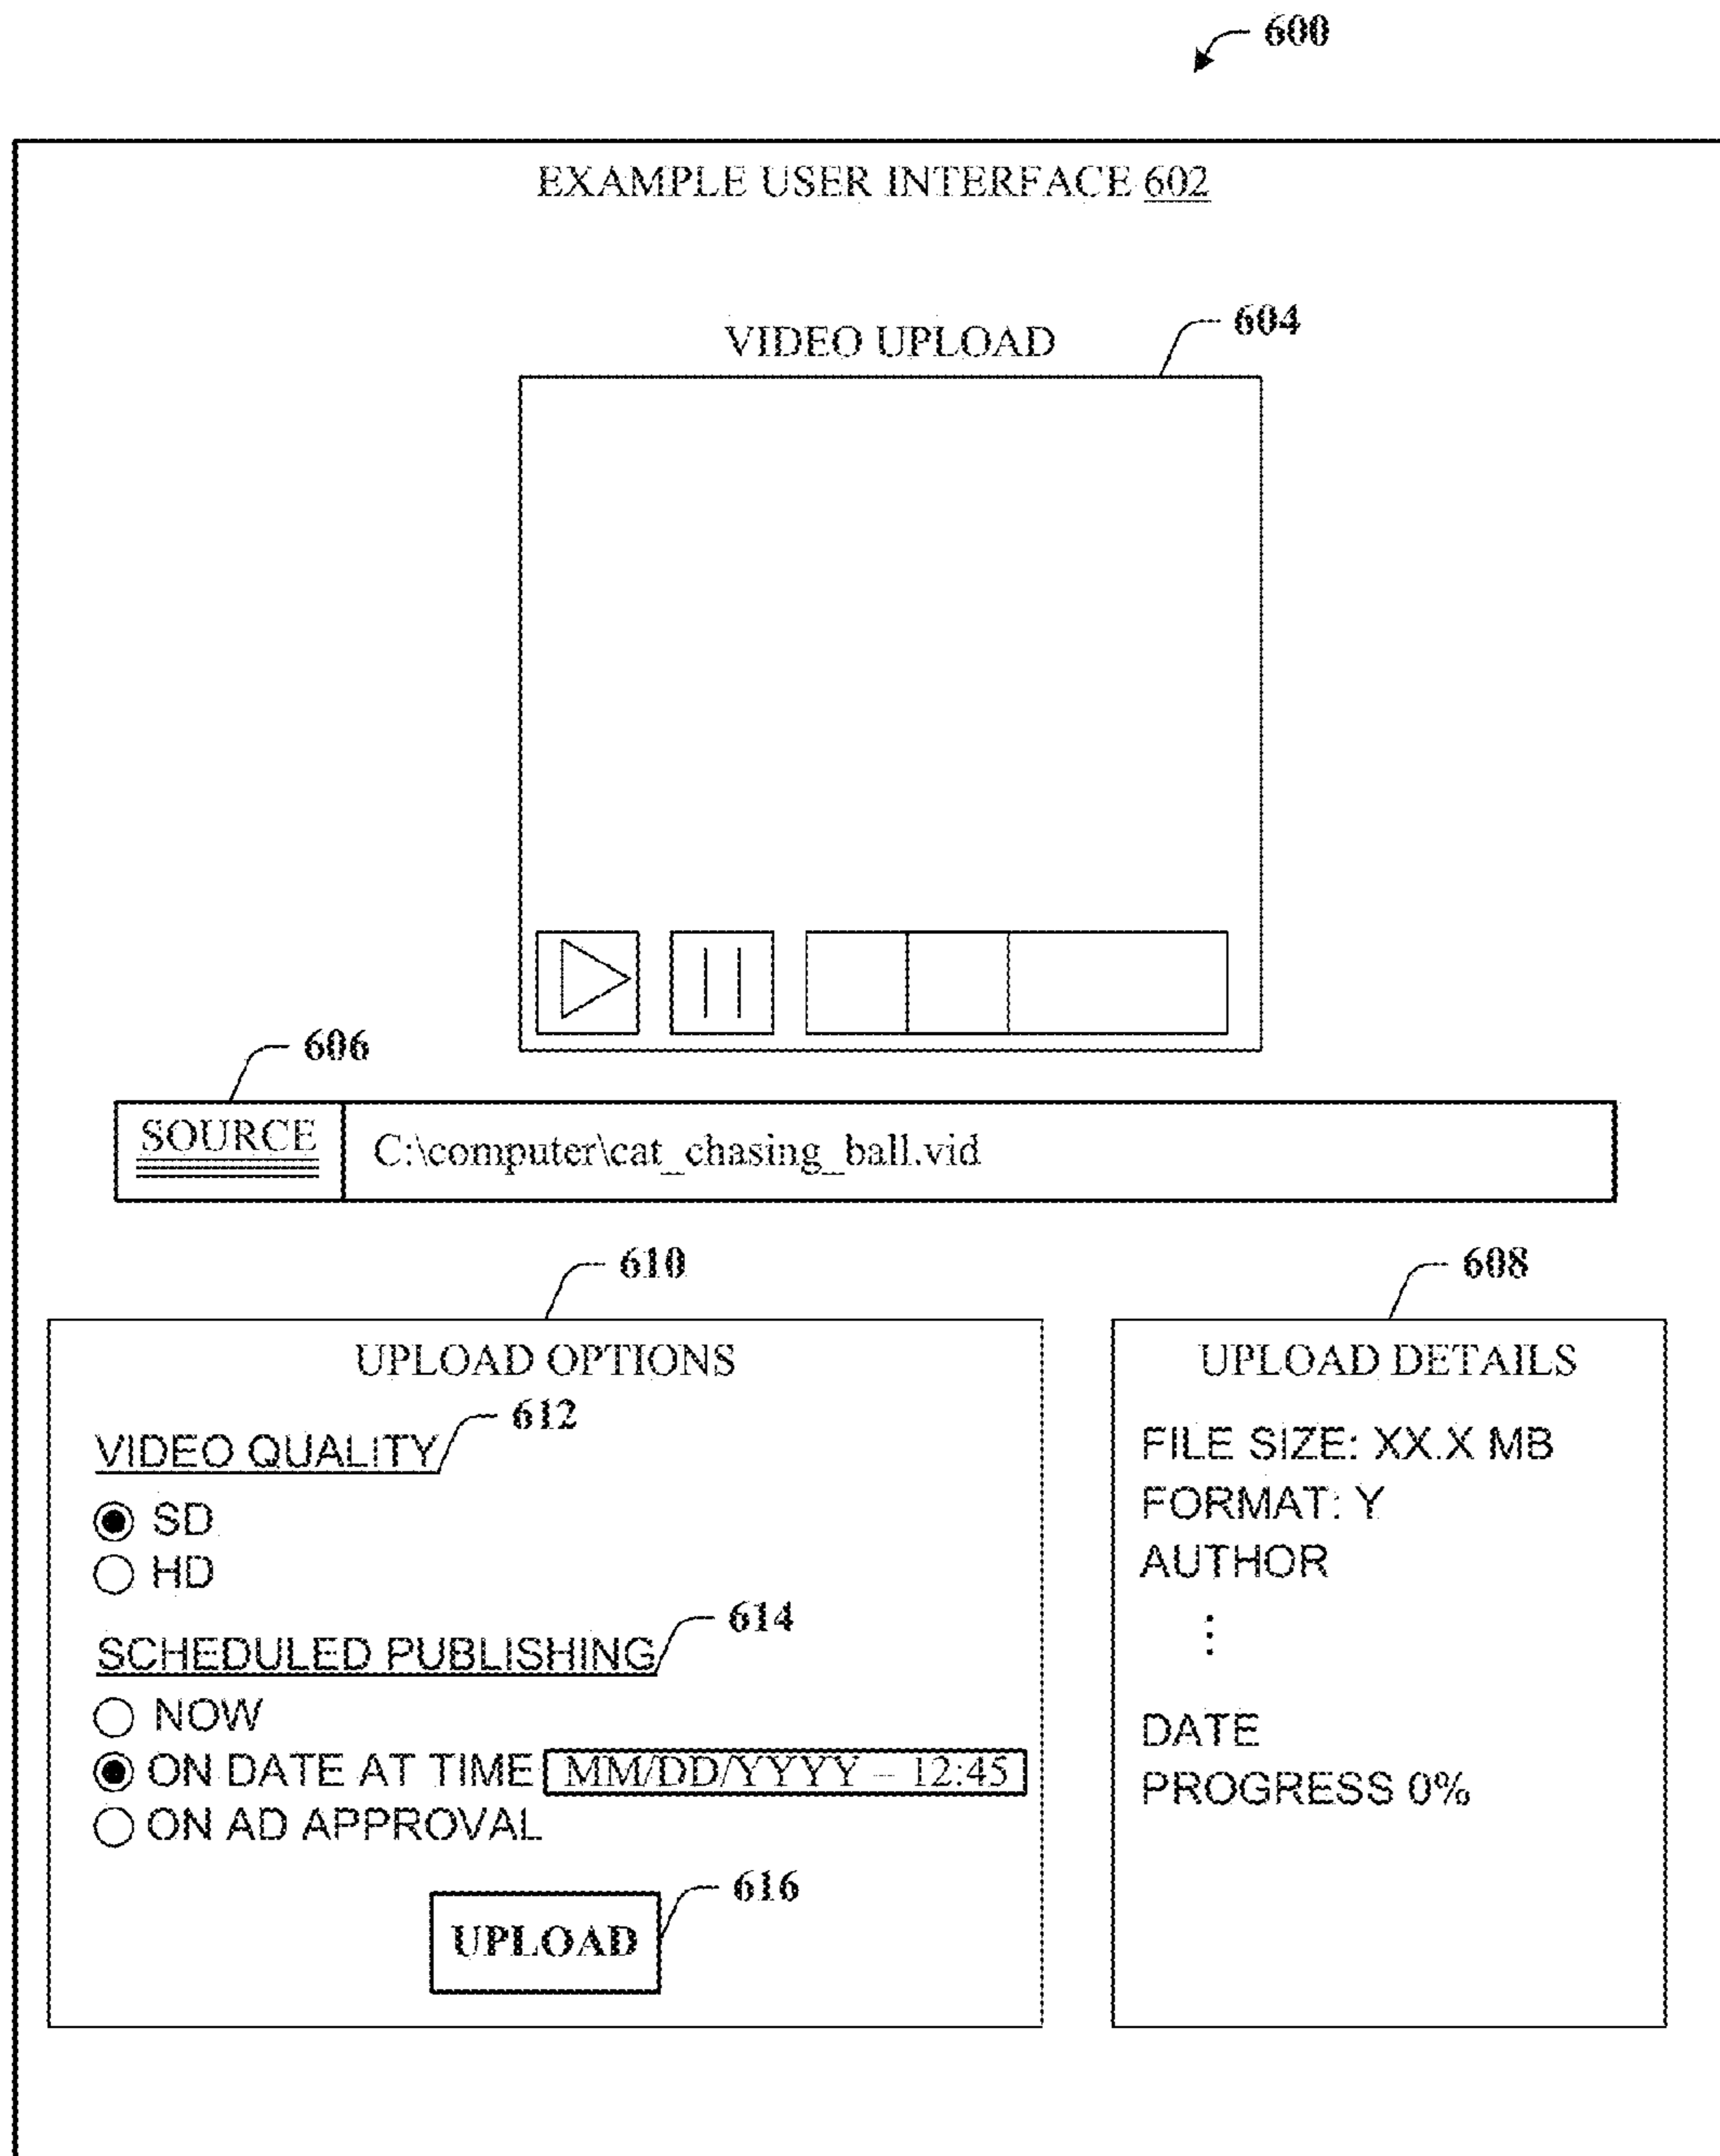 600
EXAMPLE USER INTERFACE 602
VIDEO UPLOAD
604
606
SOURCE C:\computer\cat_chasing_ball.vid
610
UPLOAD OPTIONS
612
VIDEO QUALITY
SD
HD
614
SCHEDULED PUBLISHING
NOW
ON DATE AT TIME MM/DD/YYYY – 12:45
ON AD APPROVAL
616
UPLOAD
608
UPLOAD DETAILS
FILE SIZE: XX.X MB
FORMAT: Y
AUTHOR
⋮
DATE
PROGRESS 0%